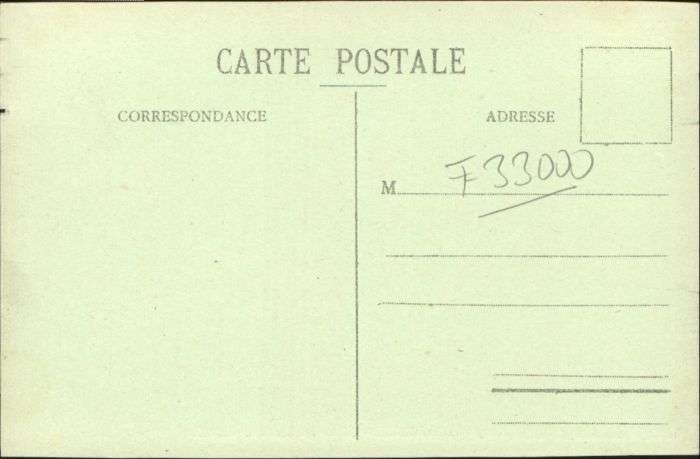 CARTE POSTALE
CORRESPONDANCE
ADRESSE
F33000
M